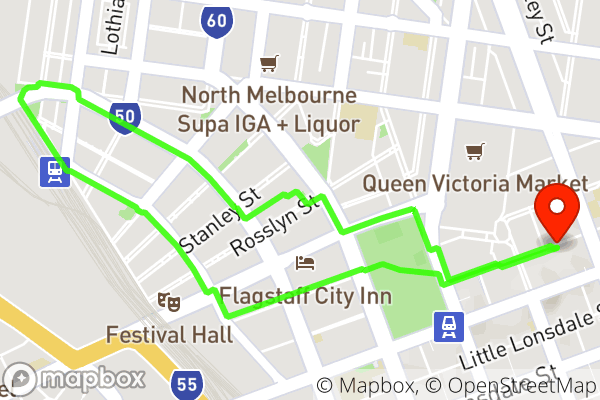 Lothia
60
North Melbourne
Supa IGA + Liquor
50
Queen Victoria Market
Stanley St
Rosslyn St
Flagstaff City Inn
Festival Hall
Little Lonsdale S
55
mapbox
© Mapbox, © OpenStreetMap